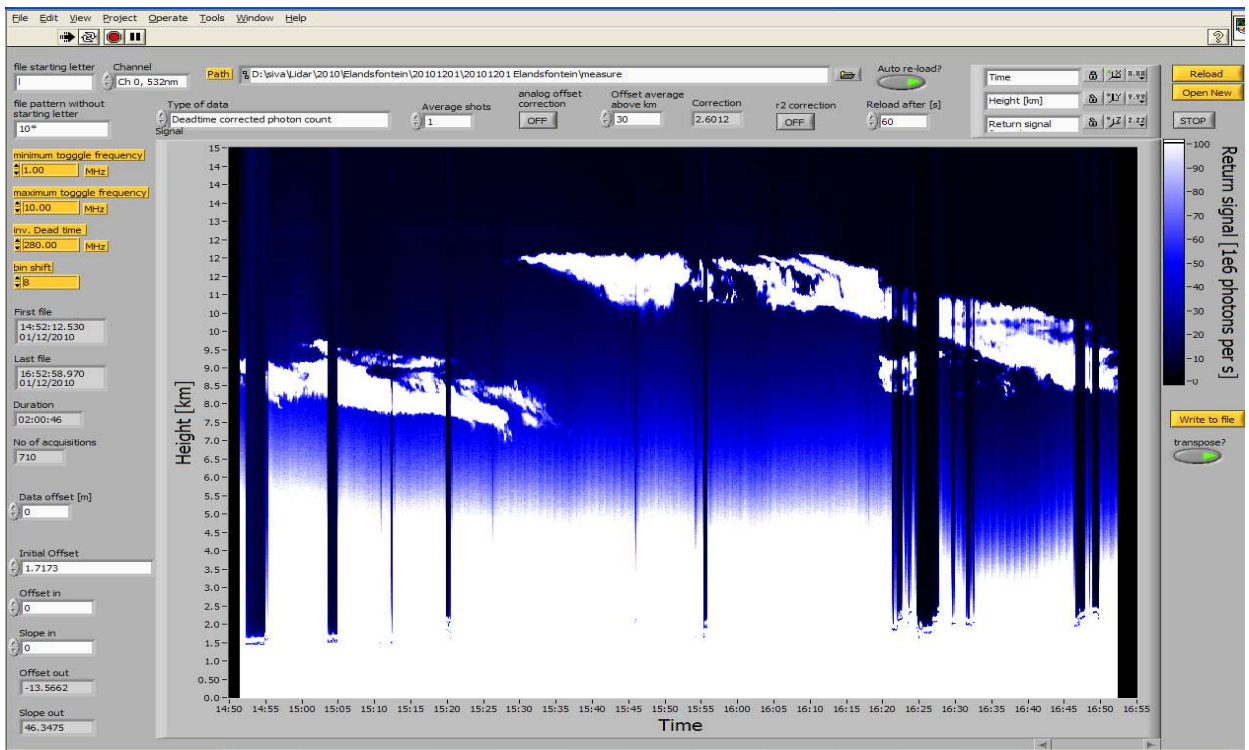 File Edit View Project Operate Tools Window Help
?
file starting letter
l
Channel
Ch 0, 532nm
Path
D:\siva\Lidar\2010\Elandsfontein\20101201\20101201 Elandsfontein\measure
Auto re-load?
file pattern without
starting letter
10*
Type of data
Deadtime corrected photon count
Average shots
1
analog offset
correction
OFF
Offset average
above km
30
Correction
2.6012
r2 correction
OFF
Reload after [s]
60
Time
Height [km]
Return signal
Reload
Open New
STOP
Signal
minimum togggle frequency
1.00 MHz
maximum togggle frequency
10.00 MHz
inv. Dead time
280.00 MHz
bin shift
8
First file
14:52:12.530
01/12/2010
Last file
16:52:58.970
01/12/2010
Duration
02:00:46
No of acquisitions
710
Data offset [m]
0
Initial Offset
1.7173
Offset in
0
Slope in
0
Offset out
-13.5662
Slope out
46.3475
Height [km]
15
14
14
13
13
12
12
11
11
10
10
9.5
9.0
8.5
8.0
7.5
7.0
6.5
6.0
5.5
5.0
4.5
4.0
3.5
3.0
2.5
2.0
1.5
1.0
0.50
0.0
14:50 14:55 15:00 15:05 15:10 15:15 15:20 15:25 15:30 15:35 15:40 15:45 15:50 15:55 16:00 16:05 16:10 16:15 16:20 16:25 16:30 16:35 16:40 16:45 16:50 16:55
Time
100
90
80
70
60
50
40
30
20
10
0
Return signal [1e6 photons per s]
Write to file
transpose?